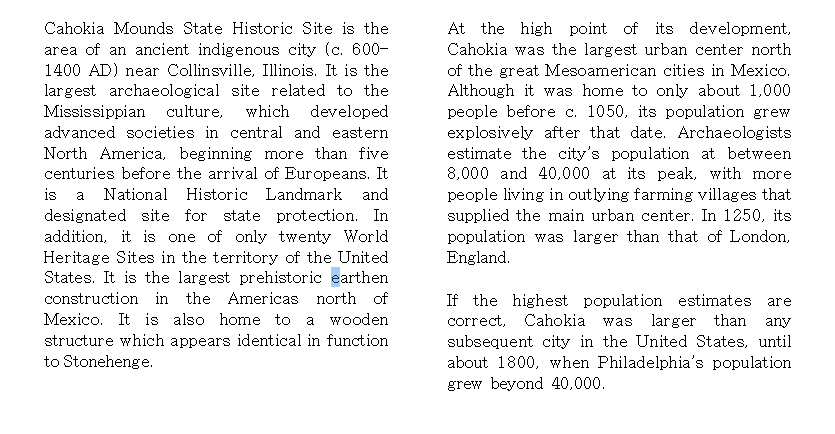 Cahokia Mounds State Historic Site is the
area of an ancient indigenous city (c. 600–
1400 AD) near Collinsville, Illinois. It is the
largest archaeological site related to the
Mississippian culture, which developed
advanced societies in central and eastern
North America, beginning more than five
centuries before the arrival of Europeans. It
is a National Historic Landmark and
designated site for state protection. In
addition, it is one of only twenty World
Heritage Sites in the territory of the United
States. It is the largest prehistoric earthen
construction in the Americas north of
Mexico. It is also home to a wooden
structure which appears identical in function
to Stonehenge.
At the high point of its development,
Cahokia was the largest urban center north
of the great Mesoamerican cities in Mexico.
Although it was home to only about 1,000
people before c. 1050, its population grew
explosively after that date. Archaeologists
estimate the city's population at between
8,000 and 40,000 at its peak, with more
people living in outlying farming villages that
supplied the main urban center. In 1250, its
population was larger than that of London,
England.
If the highest population estimates are
correct, Cahokia was larger than any
subsequent city in the United States, until
about 1800, when Philadelphia's population
grew beyond 40,000.